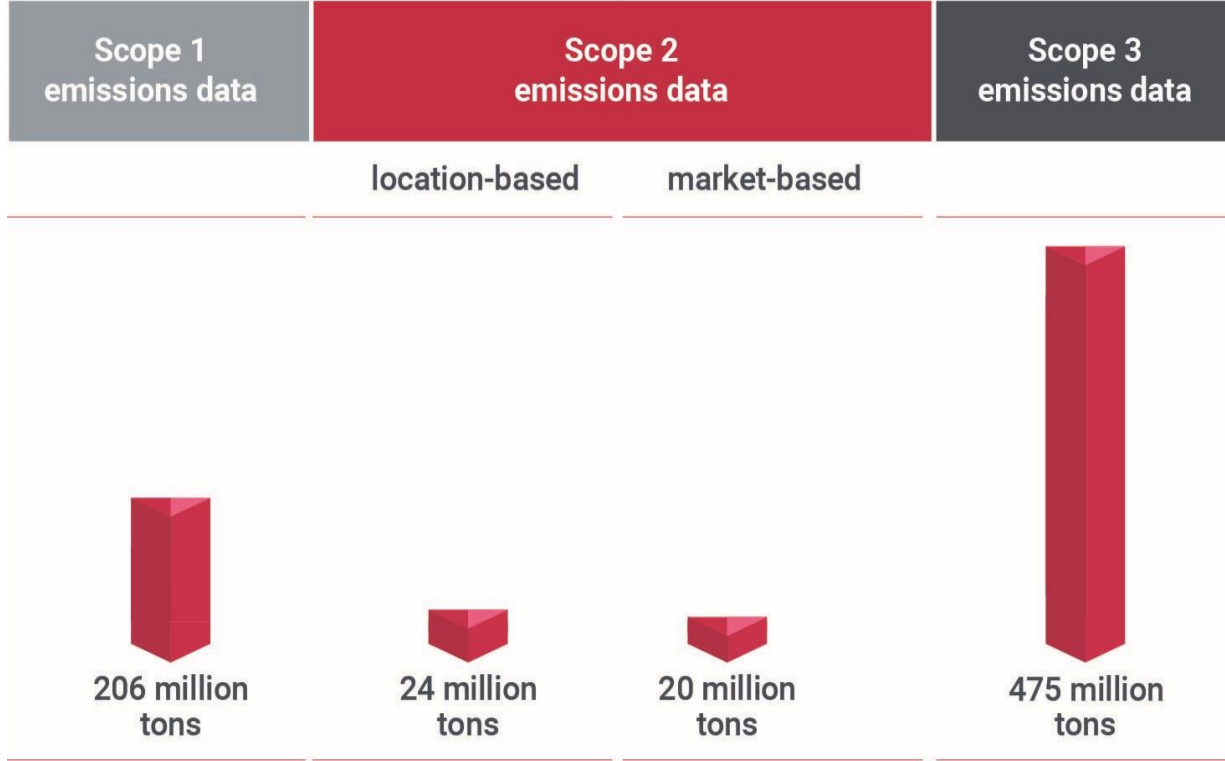 Scope 1
emissions data
Scope 2
emissions data
Scope 3
emissions data
location-based
market-based
206 million
tons
24 million
tons
20 million
tons
475 million
tons